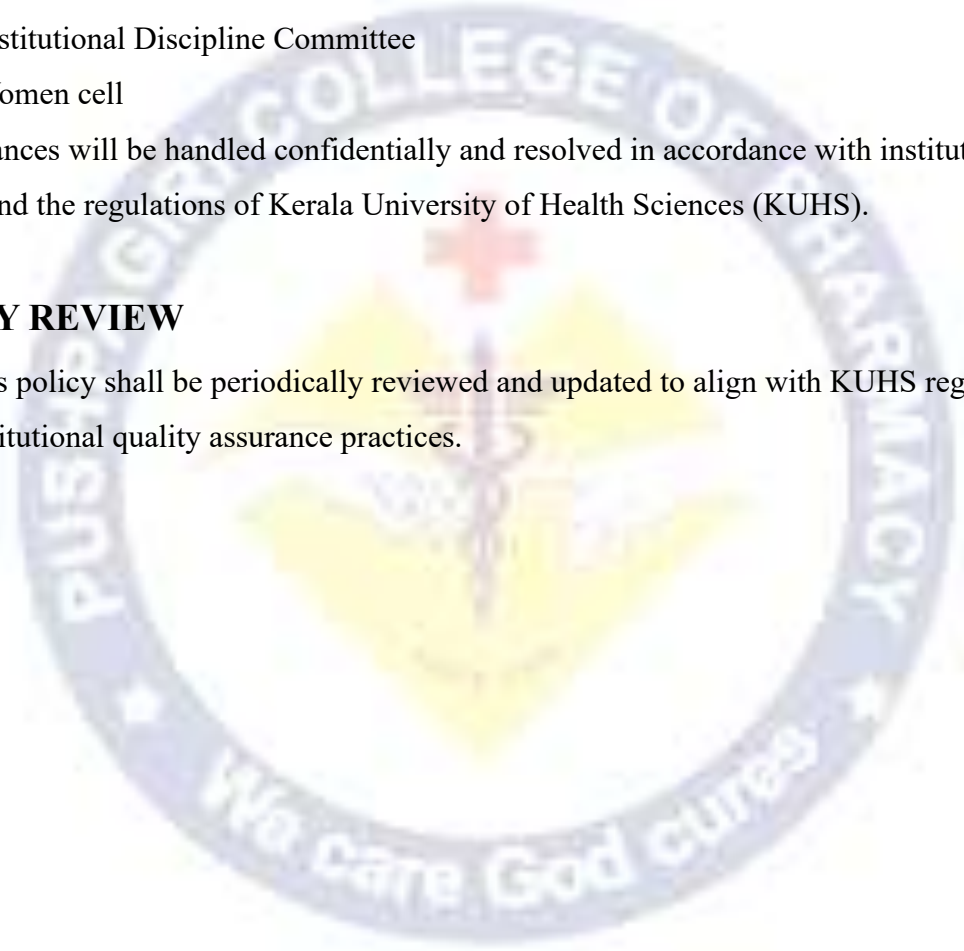 stitutional Discipline Committee
omen cell
ances will be handled confidentially and resolved in accordance with institut
nd the regulations of Kerala University of Health Sciences (KUHS).
Y REVIEW
s policy shall be periodically reviewed and updated to align with KUHS reg
itutional quality assurance practices.
PUSHPAGIRI COLLEGE OF PHARMACY
We care God cures